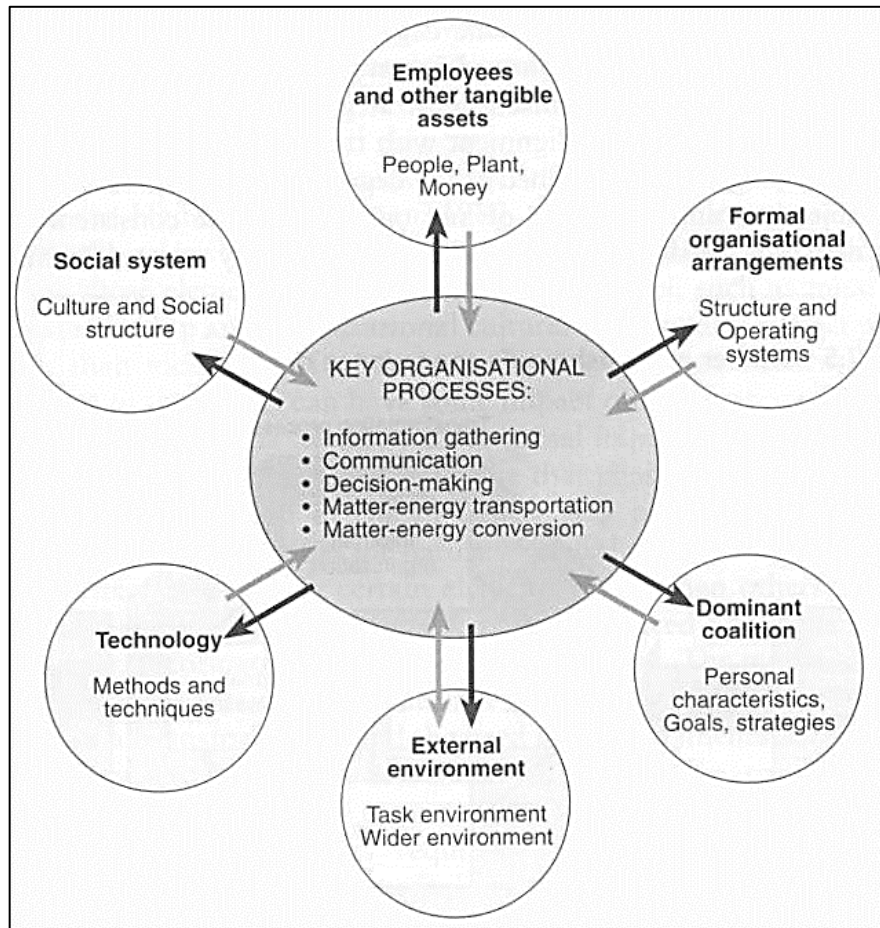 Employees
and other tangible
assets
People, Plant,
Money
Formal
organisational
arrangements
Structure and
Operating
systems
Social system
Culture and Social
structure
KEY ORGANISATIONAL
PROCESSES:
• Information gathering
• Communication
• Decision-making
• Matter-energy transportation
• Matter-energy conversion
Technology
Methods and
techniques
Dominant
coalition
Personal
characteristics,
Goals, strategies
External
environment
Task environment
Wider environment